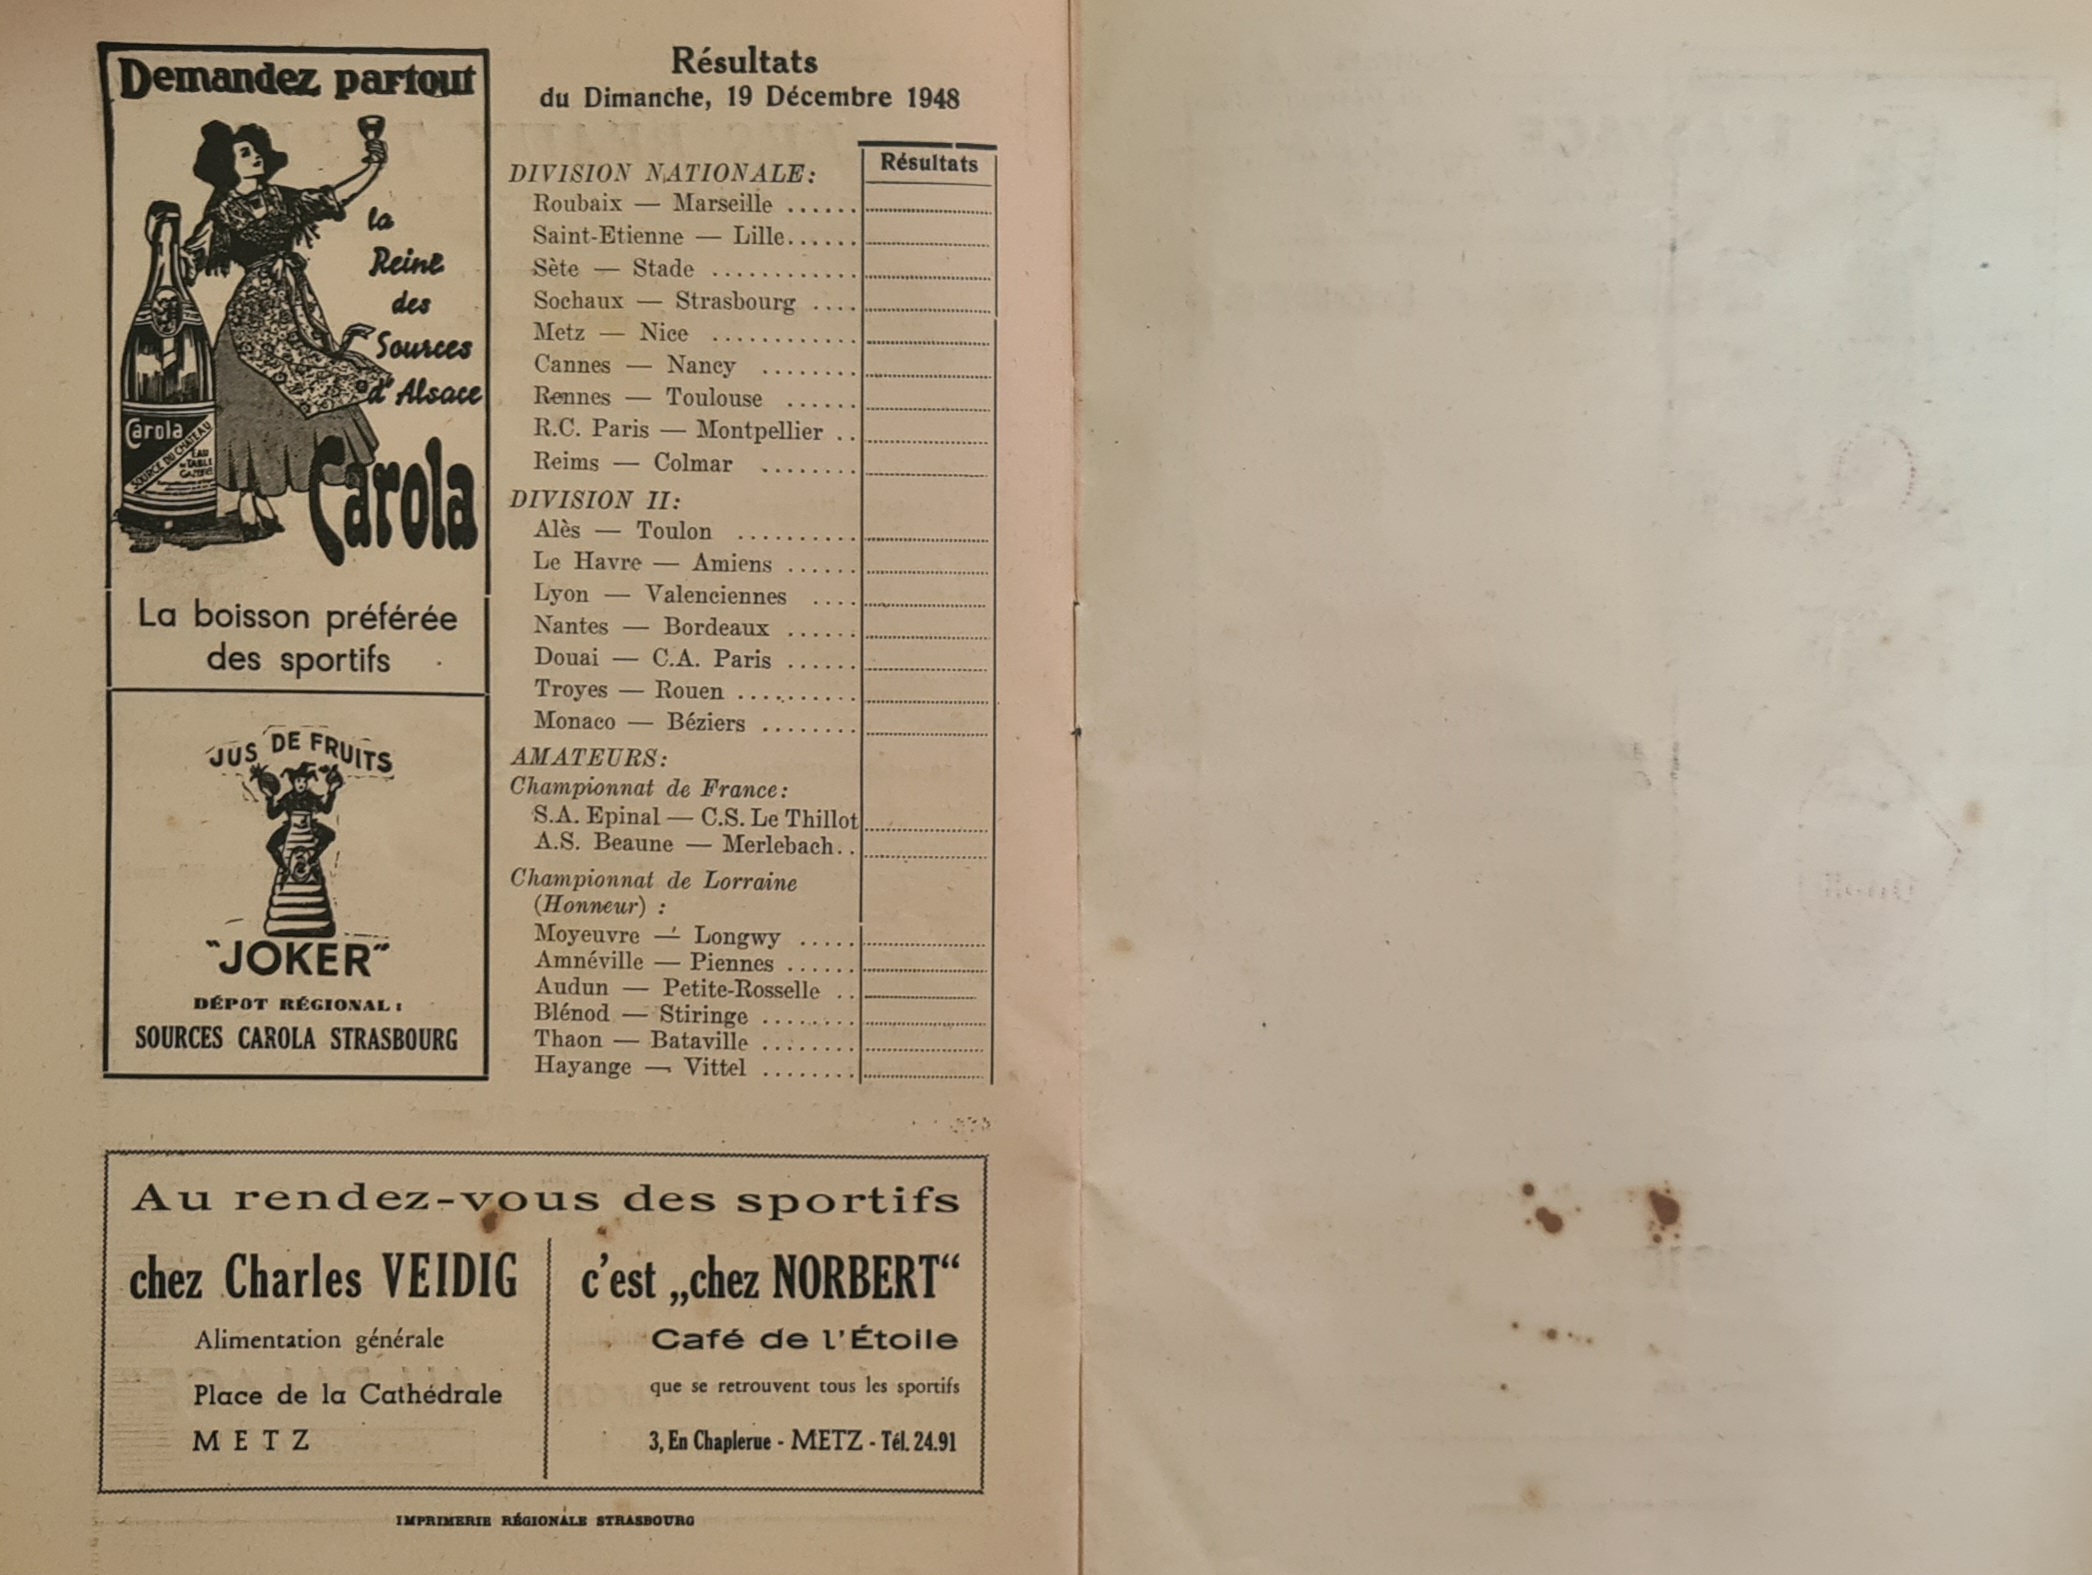 Demandez partout
la
Reine
des
Sources
d'Alsace
Carola
SOURCE DU CHATEAU
EAU
DE TABLE
Carola
La boisson préférée
des sportifs
JUS DE FRUITS
"JOKER"
DÉPOT RÉGIONAL :
SOURCES CAROLA STRASBOURG
Résultats
du Dimanche, 19 Décembre 1948
Résultats
DIVISION NATIONALE:
Roubaix — Marseille ......
Saint-Etienne — Lille......
Sète — Stade ............
Sochaux — Strasbourg ....
Metz — Nice ............
Cannes — Nancy ........
Rennes — Toulouse ......
R.C. Paris — Montpellier ..
Reims — Colmar ........
DIVISION II:
Alès — Toulon ..........
Le Havre — Amiens ......
Lyon — Valenciennes ....
Nantes — Bordeaux ......
Douai — C.A. Paris ......
Troyes — Rouen ..........
Monaco — Béziers ........
AMATEURS:
Championnat de France:
S.A. Epinal — C.S. Le Thillot
A.S. Beaune — Merlebach..
Championnat de Lorraine
(Honneur) :
Moyeuvre — Longwy .....
Amnéville — Piennes ......
Audun — Petite-Rosselle ..
Blénod — Stiringe ........
Thaon — Bataville ........
Hayange — Vittel ........
Au rendez-vous des sportifs
chez Charles VEIDIG
Alimentation générale
Place de la Cathédrale
METZ
c'est „chez NORBERT“
Café de l'Étoile
que se retrouvent tous les sportifs
3, En Chaplerue - METZ - Tél. 24.91
IMPRIMERIE RÉGIONALE STRASBOURG